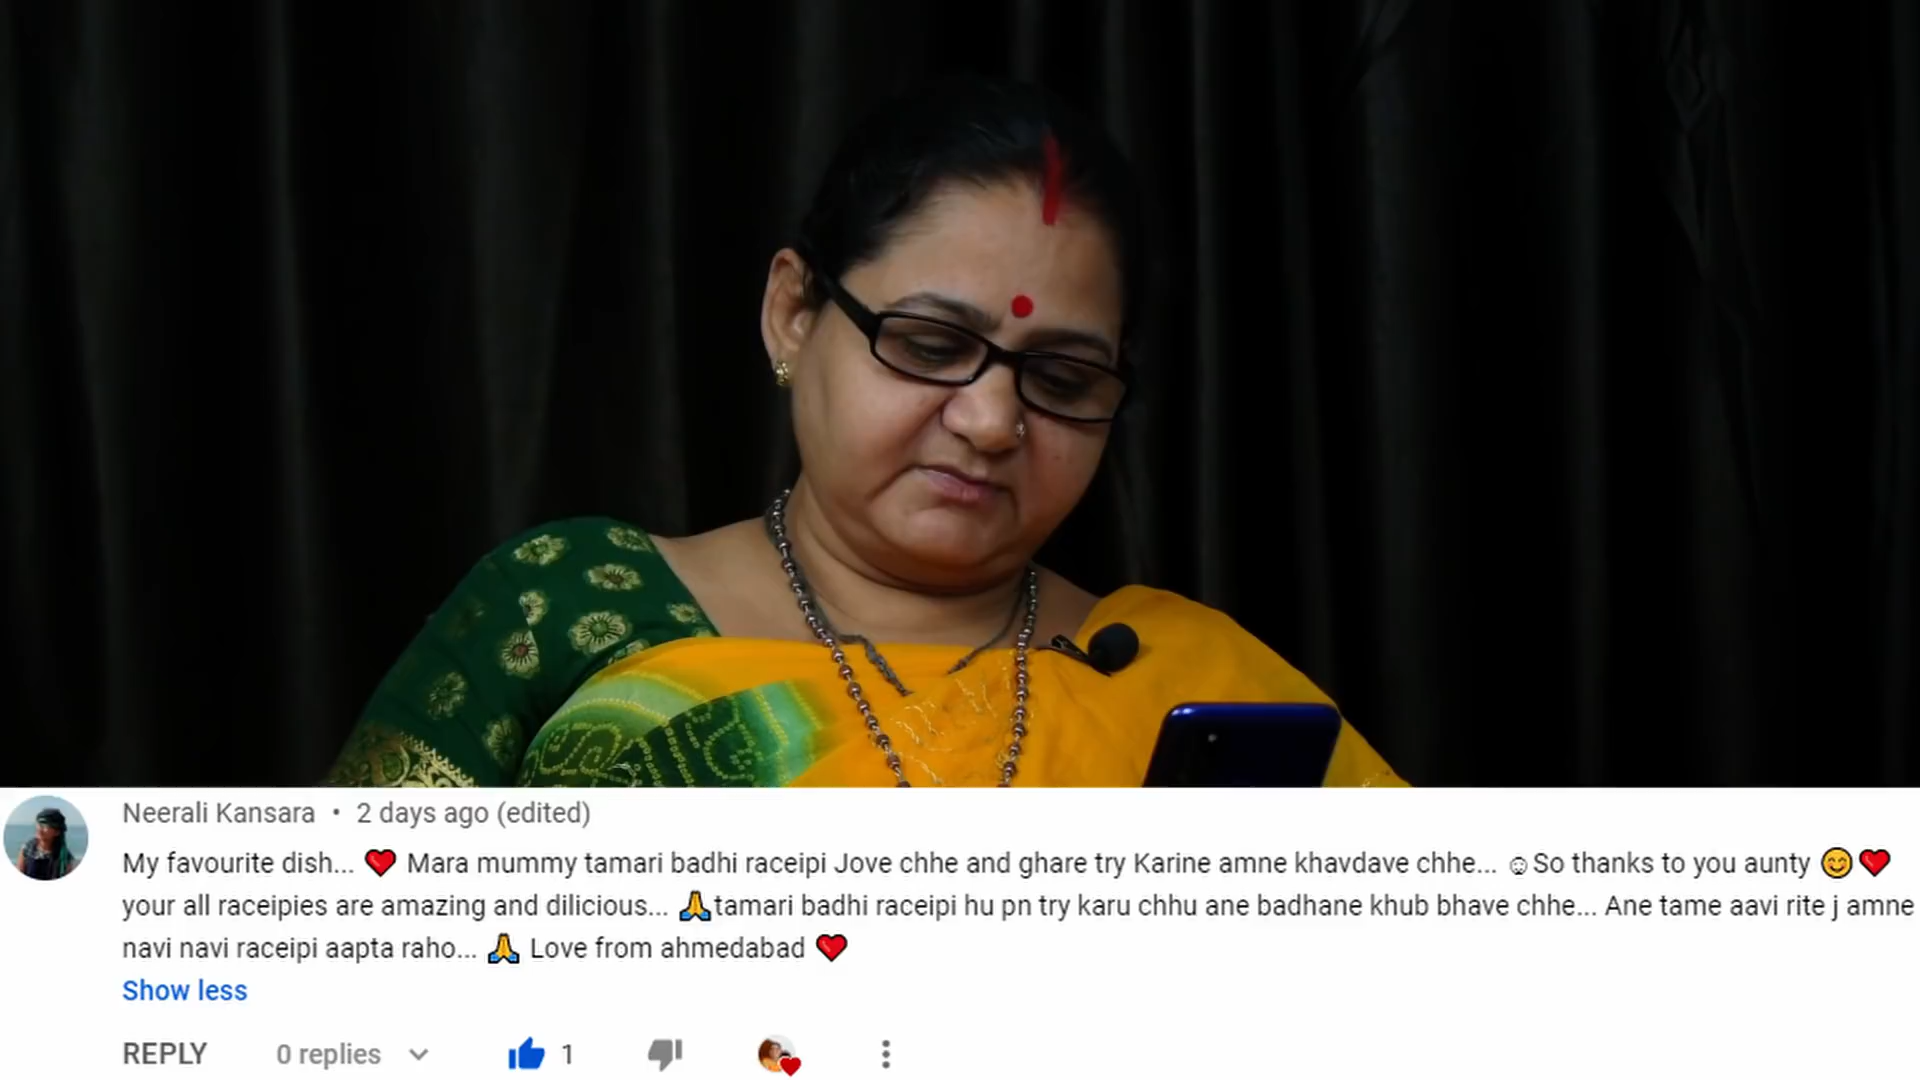 Neerali Kansara • 2 days ago (edited)
My favourite dish... ❤️ Mara mummy tamari badhi raceipi Jove chhe and ghare try Karine amne khavdave chhe... ☺So thanks to you aunty 😊❤️
your all raceipies are amazing and dilicious... 🙏tamari badhi raceipi hu pn try karu chhu ane badhane khub bhave chhe... Ane tame aavi rite j amne
navi navi raceipi aapta raho... 🙏 Love from ahmedabad ❤️
Show less
REPLY 0 replies 1